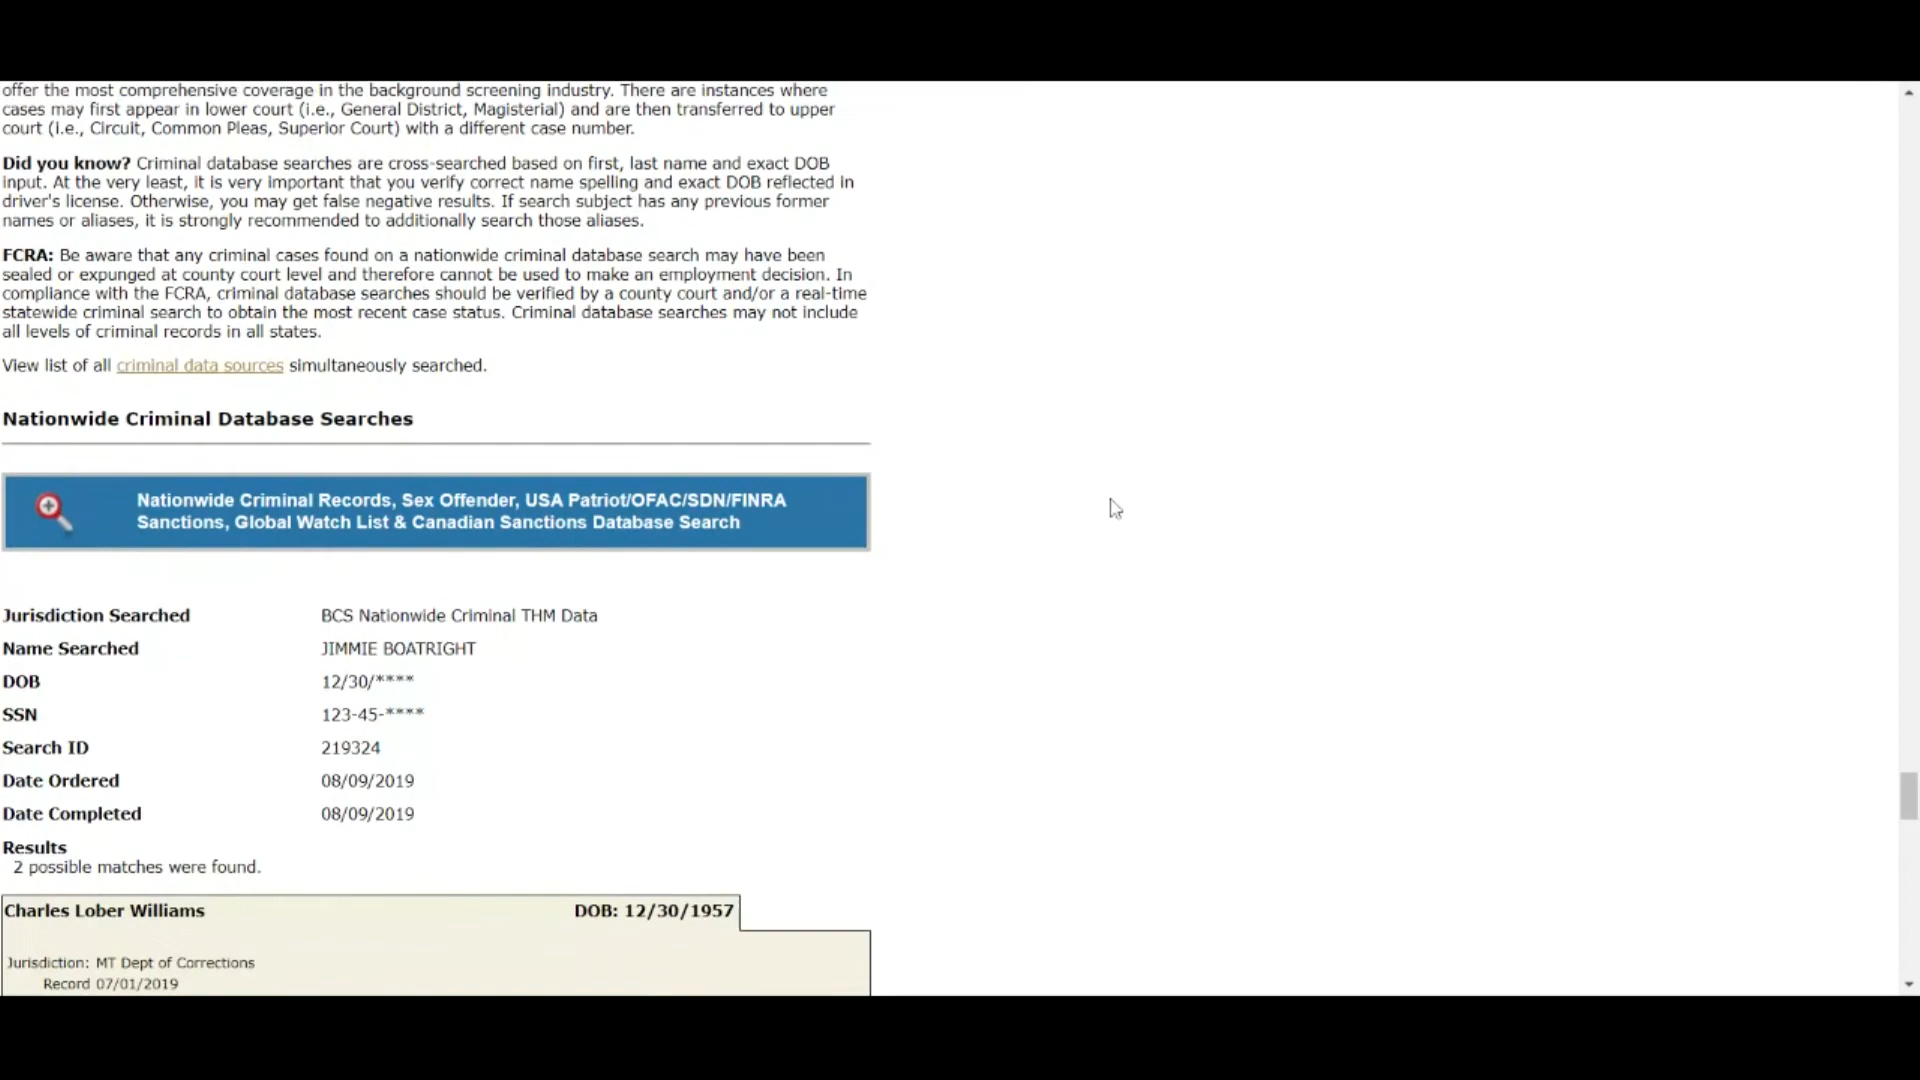 offer the most comprehensive coverage in the background screening industry. There are instances where
cases may first appear in lower court (i.e., General District, Magisterial) and are then transferred to upper
court (i.e., Circuit, Common Pleas, Superior Court) with a different case number.
Did you know? Criminal database searches are cross-searched based on first, last name and exact DOB
input. At the very least, it is very important that you verify correct name spelling and exact DOB reflected in
driver's license. Otherwise, you may get false negative results. If search subject has any previous former
names or aliases, it is strongly recommended to additionally search those aliases.
FCRA: Be aware that any criminal cases found on a nationwide criminal database search may have been
sealed or expunged at county court level and therefore cannot be used to make an employment decision. In
compliance with the FCRA, criminal database searches should be verified by a county court and/or a real-time
statewide criminal search to obtain the most recent case status. Criminal database searches may not include
all levels of criminal records in all states.
View list of all criminal data sources simultaneously searched.
Nationwide Criminal Database Searches
Nationwide Criminal Records, Sex Offender, USA Patriot/OFAC/SDN/FINRA
Sanctions, Global Watch List & Canadian Sanctions Database Search
Jurisdiction Searched BCS Nationwide Criminal THM Data
Name Searched JIMMIE BOATRIGHT
DOB 12/30/****
SSN 123-45-****
Search ID 219324
Date Ordered 08/09/2019
Date Completed 08/09/2019
Results
2 possible matches were found.
Charles Lober Williams DOB: 12/30/1957
Jurisdiction: MT Dept of Corrections
Record 07/01/2019